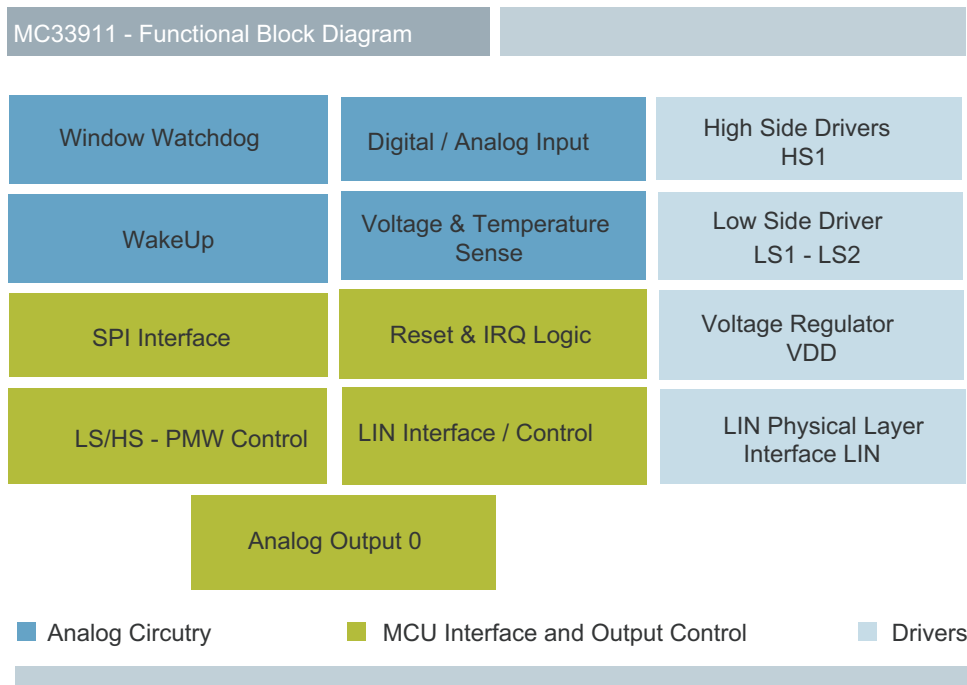 MC33911 - Functional Block Diagram
Window Watchdog
Digital / Analog Input
High Side Drivers
HS1
WakeUp
Voltage & Temperature
Sense
Low Side Driver
LS1 - LS2
SPI Interface
Reset & IRQ Logic
Voltage Regulator
VDD
LS/HS - PMW Control
LIN Interface / Control
LIN Physical Layer
Interface LIN
Analog Output 0
Analog Circutry
MCU Interface and Output Control
Drivers